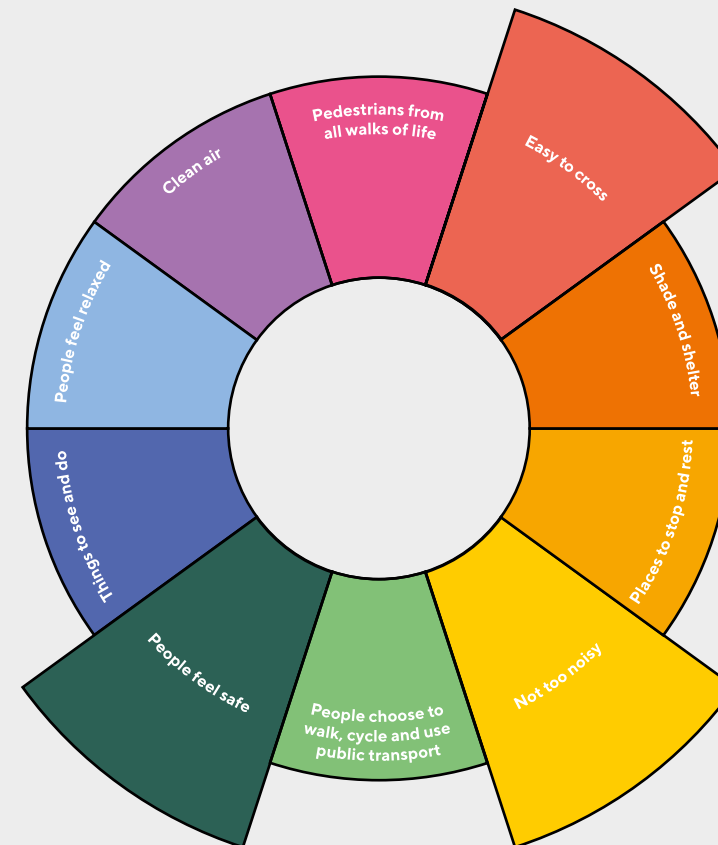 Pedestrians from
all walks of life
Easy to cross
Shade and shelter
Places to stop and rest
Not too noisy
People choose to
walk, cycle and use
public transport
People feel safe
Things to see and do
People feel relaxed
Clean air